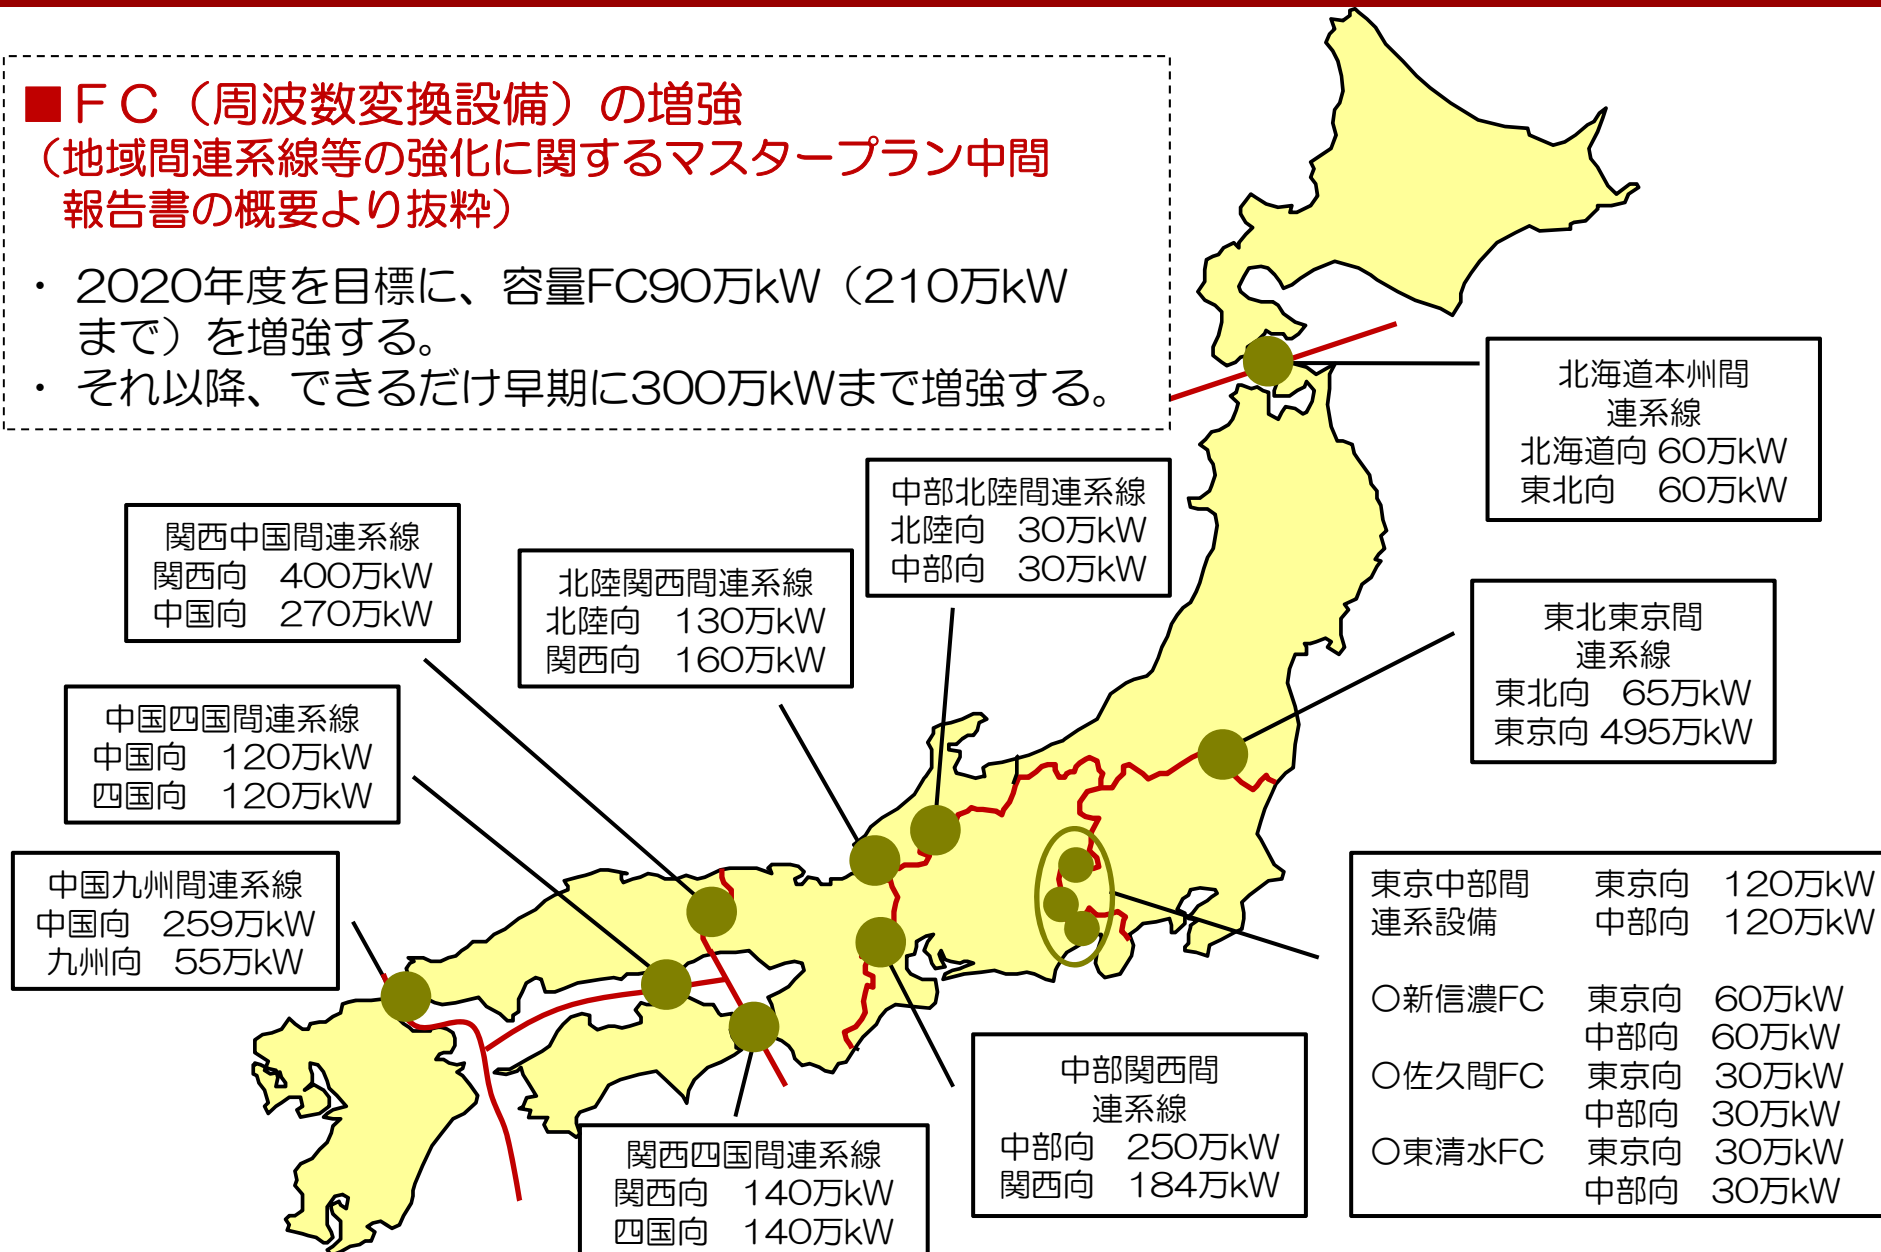 ■ＦＣ（周波数変換設備）の増強
（地域間連系線等の強化に関するマスタープラン中間
報告書の概要より抜粋）
・ 2020年度を目標に、容量FC90万kW（210万kW
まで）を増強する。
・ それ以降、できるだけ早期に300万kWまで増強する。
北海道本州間
連系線
北海道向 60万kW
東北向 60万kW
中部北陸間連系線
北陸向 30万kW
中部向 30万kW
関西中国間連系線
関西向 400万kW
中国向 270万kW
北陸関西間連系線
北陸向 130万kW
関西向 160万kW
東北東京間
連系線
東北向 65万kW
東京向 495万kW
中国四国間連系線
中国向 120万kW
四国向 120万kW
中国九州間連系線
中国向 259万kW
九州向 55万kW
東京中部間 東京向 120万kW
連系設備 中部向 120万kW
〇新信濃FC 東京向 60万kW
中部向 60万kW
〇佐久間FC 東京向 30万kW
中部向 30万kW
〇東清水FC 東京向 30万kW
中部向 30万kW
中部関西間
連系線
中部向 250万kW
関西向 184万kW
関西四国間連系線
関西向 140万kW
四国向 140万kW